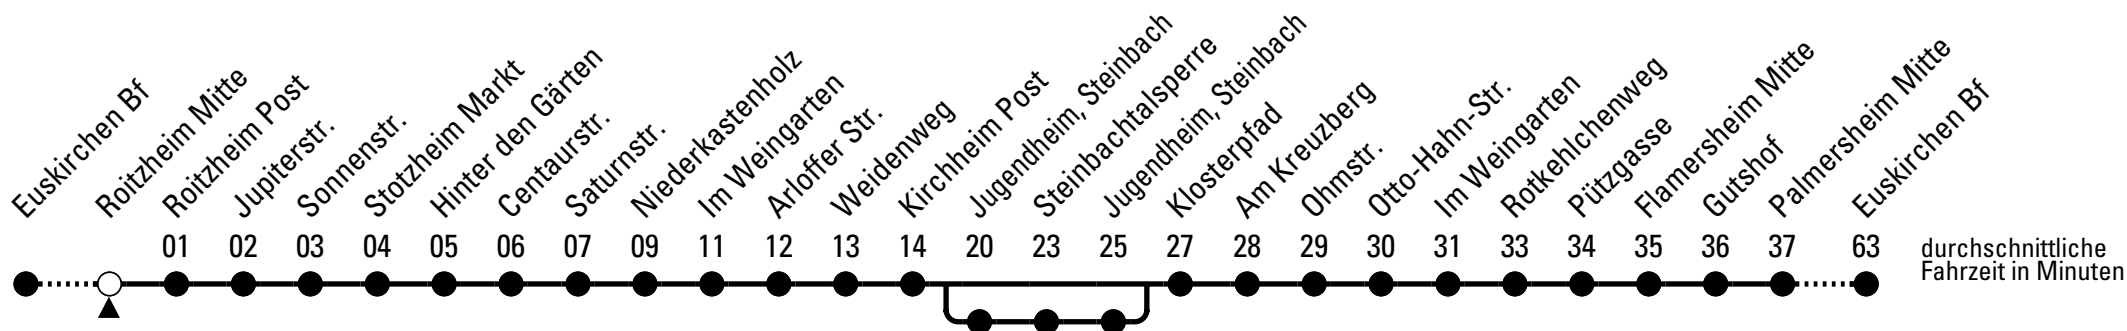 Euskirchen Bf
Roitzheim Mitte
Roitzheim Post
Jupiterstr.
Sonnenstr.
Stotzheim Markt
Hinter den Gärten
Centaurstr.
Saturnstr.
Niederkastenholz
Im Weingarten
Arloffer Str.
Weidenweg
Kirchheim Post
Jugendheim, Steinbach
Steinbachtalsperre
Jugendheim, Steinbach
Klosterpfad
Am Kreuzberg
Ohmstr.
Otto-Hahn-Str.
Im Weingarten
Rotkehlchenweg
Pützgasse
Flamersheim Mitte
Gutshof
Palmersheim Mitte
Euskirchen Bf
01 02 03 04 05 06 07 09 11 12 13 14 20 23 25 27 28 29 30 31 33 34 35 36 37 63
durchschnittliche
Fahrzeit in Minuten